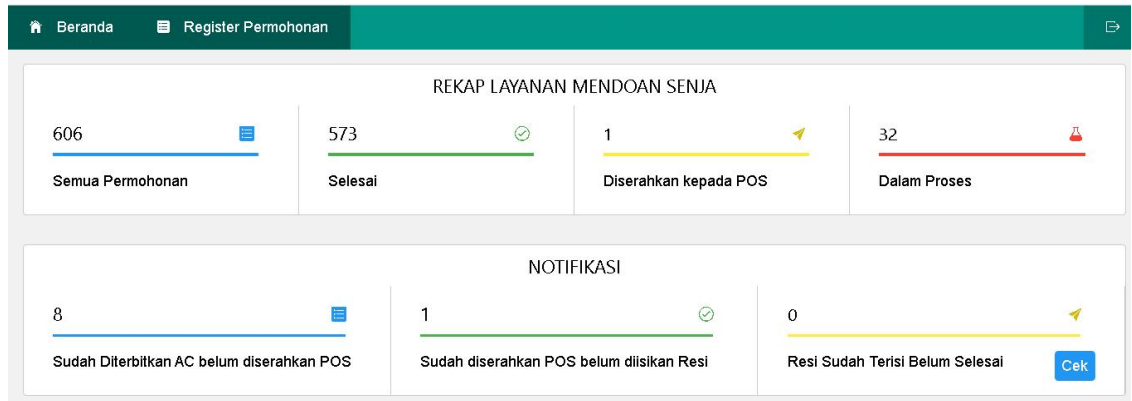 Beranda Register Permohonan
REKAP LAYANAN MENDOAN SENJA
606 573 1 32
Semua Permohonan Selesai Diserahkan kepada POS Dalam Proses
NOTIFIKASI
8 1 0
Sudah Diterbitkan AC belum diserahkan POS Sudah diserahkan POS belum diisikan Resi Resi Sudah Terisi Belum Selesai Cek